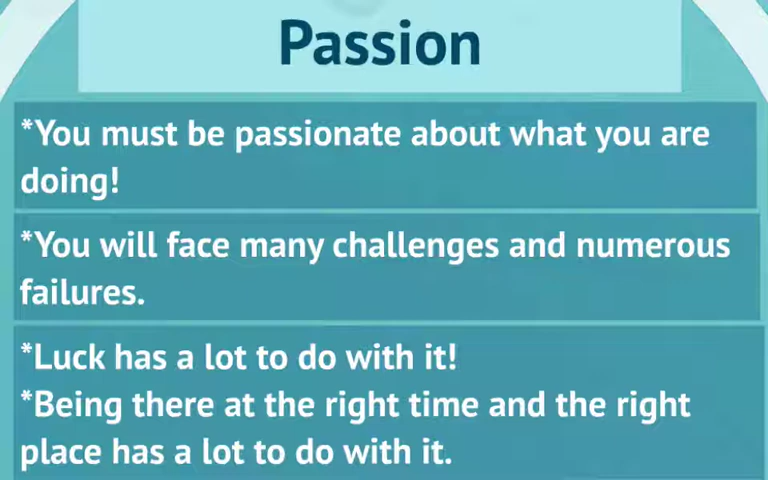 Passion
*You must be passionate about what you are
doing!
*You will face many challenges and numerous
failures.
*Luck has a lot to do with it!
*Being there at the right time and the right
place has a lot to do with it.